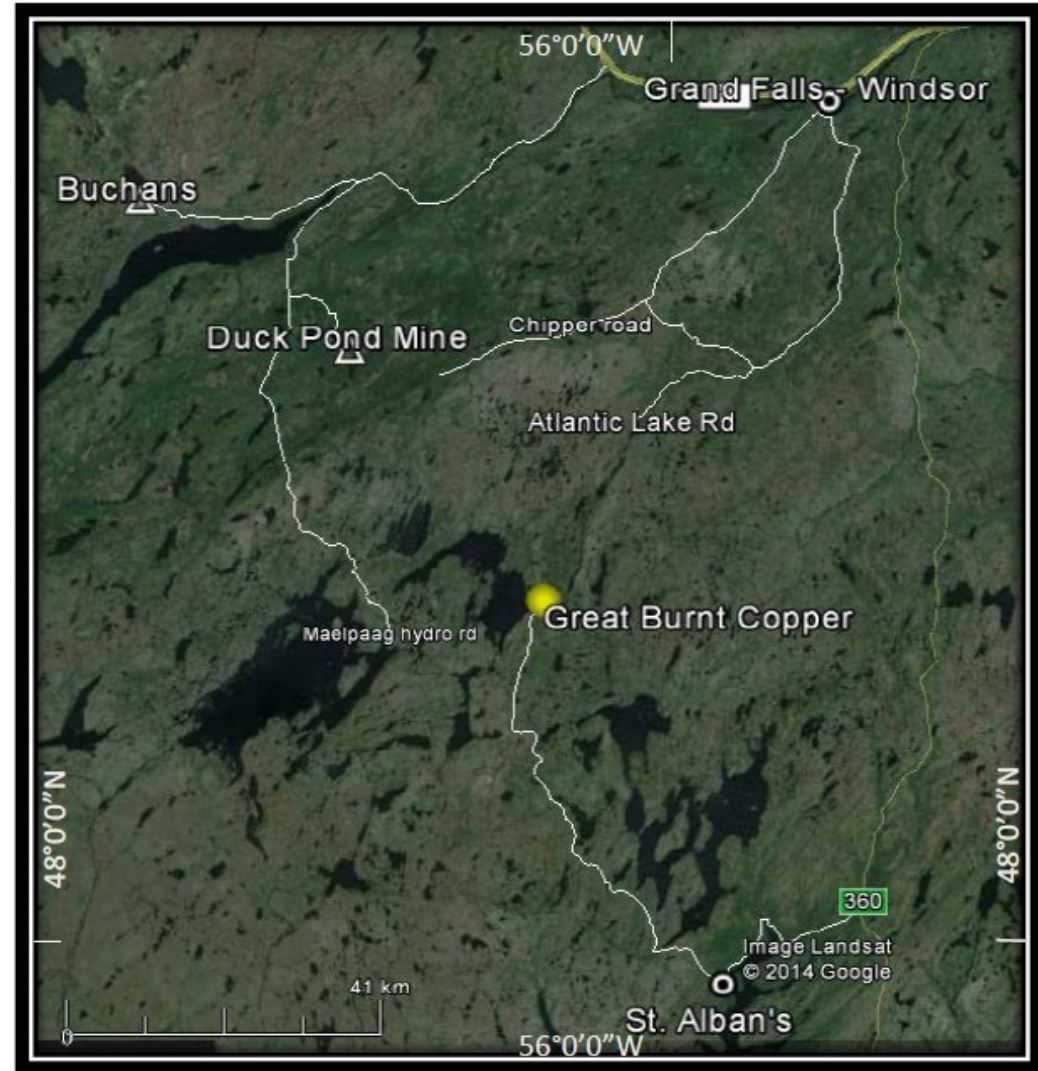 56°0'0"W
Grand Falls - Windsor
Buchans
Duck Pond Mine
Chipper road
Atlantic Lake Rd
Great Burnt Copper
Maelpaag hydro rd
48°0'0"N
48°0'0"N
360
Image Landsat
© 2014 Google
41 km
0
St. Alban's
56°0'0"W